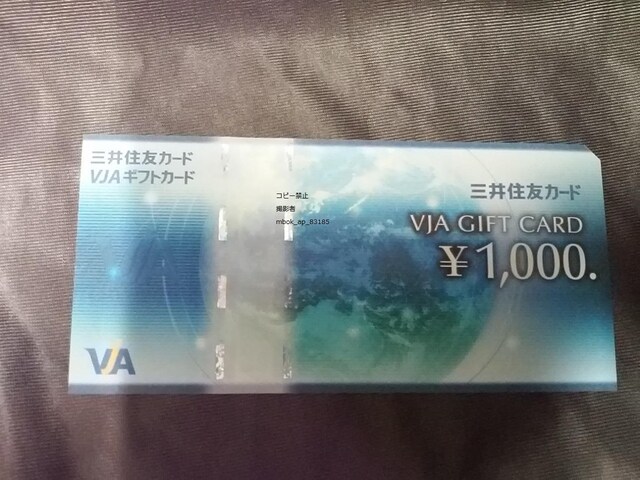 三井住友カード
VJAギフトカード
コピー禁止
撮影者
mbok_ap_83185
三井住友カード
VJA GIFT CARD
¥1,000.
VJA